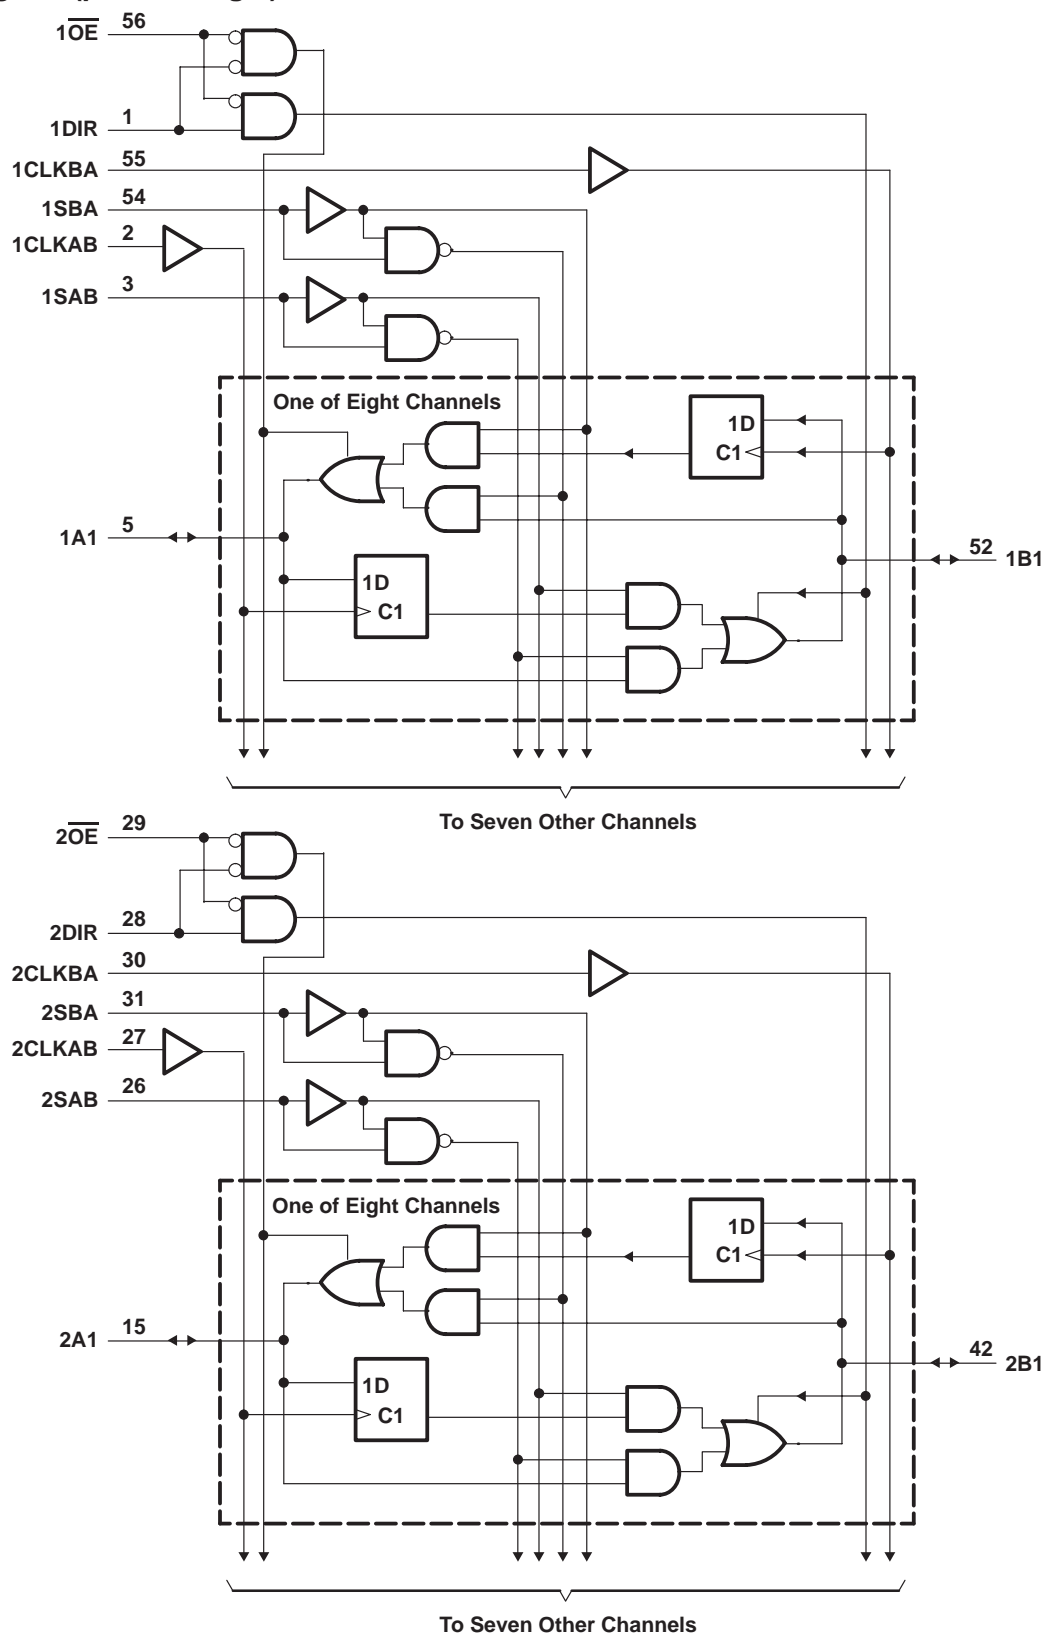 1OE 56
1DIR 1
1CLKBA 55
1SBA 54
1CLKAB 2
1SAB 3
One of Eight Channels
1D
C1
1A1 5
52 1B1
1D
C1
To Seven Other Channels
2OE 29
2DIR 28
2CLKBA 30
2SBA 31
2CLKAB 27
2SAB 26
One of Eight Channels
1D
C1
2A1 15
42 2B1
1D
C1
To Seven Other Channels